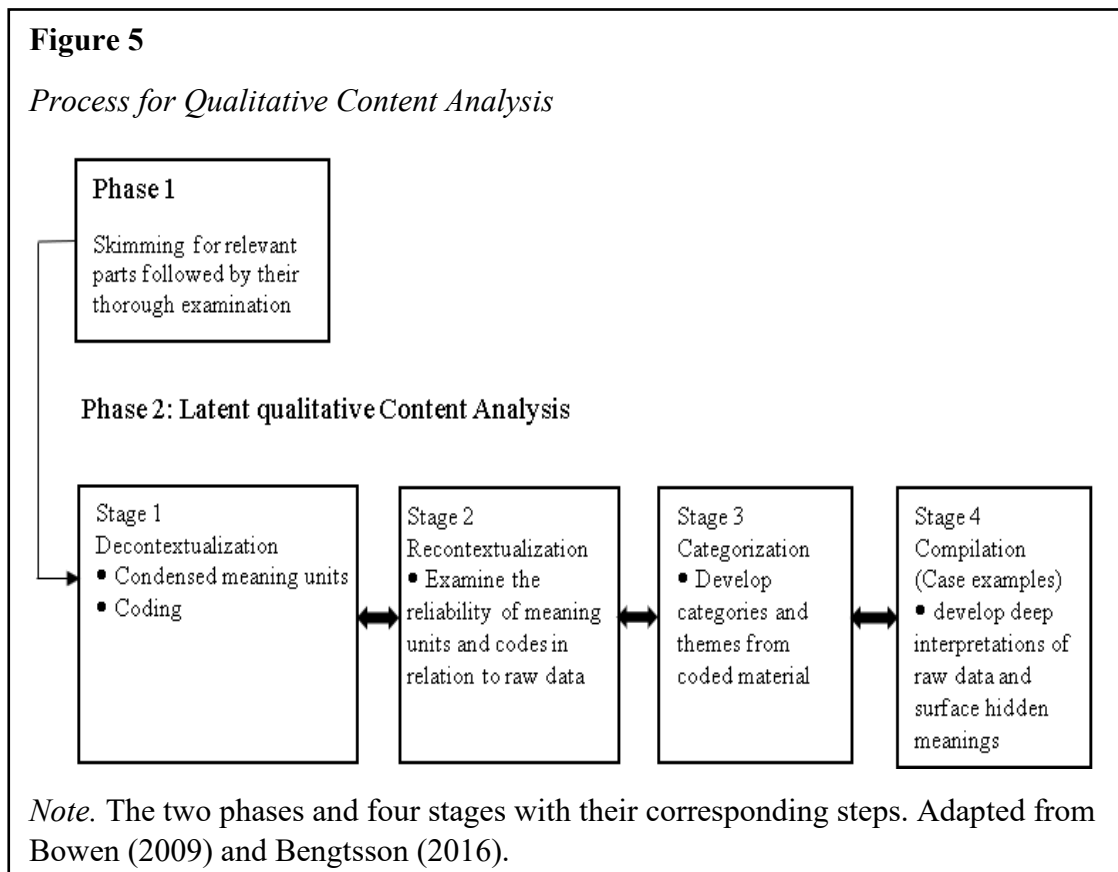 Figure 5
Process for Qualitative Content Analysis
Phase 1
Skimming for relevant
parts followed by their
thorough examination
Phase 2: Latent qualitative Content Analysis
Stage 1
Decontextualization
• Condensed meaning units
• Coding
Stage 2
Recontextualization
• Examine the
reliability of meaning
units and codes in
relation to raw data
Stage 3
Categorization
• Develop
categories and
themes from
coded material
Stage 4
Compilation
(Case examples)
• develop deep
interpretations of
raw data and
surface hidden
meanings
Note. The two phases and four stages with their corresponding steps. Adapted from
Bowen (2009) and Bengtsson (2016).